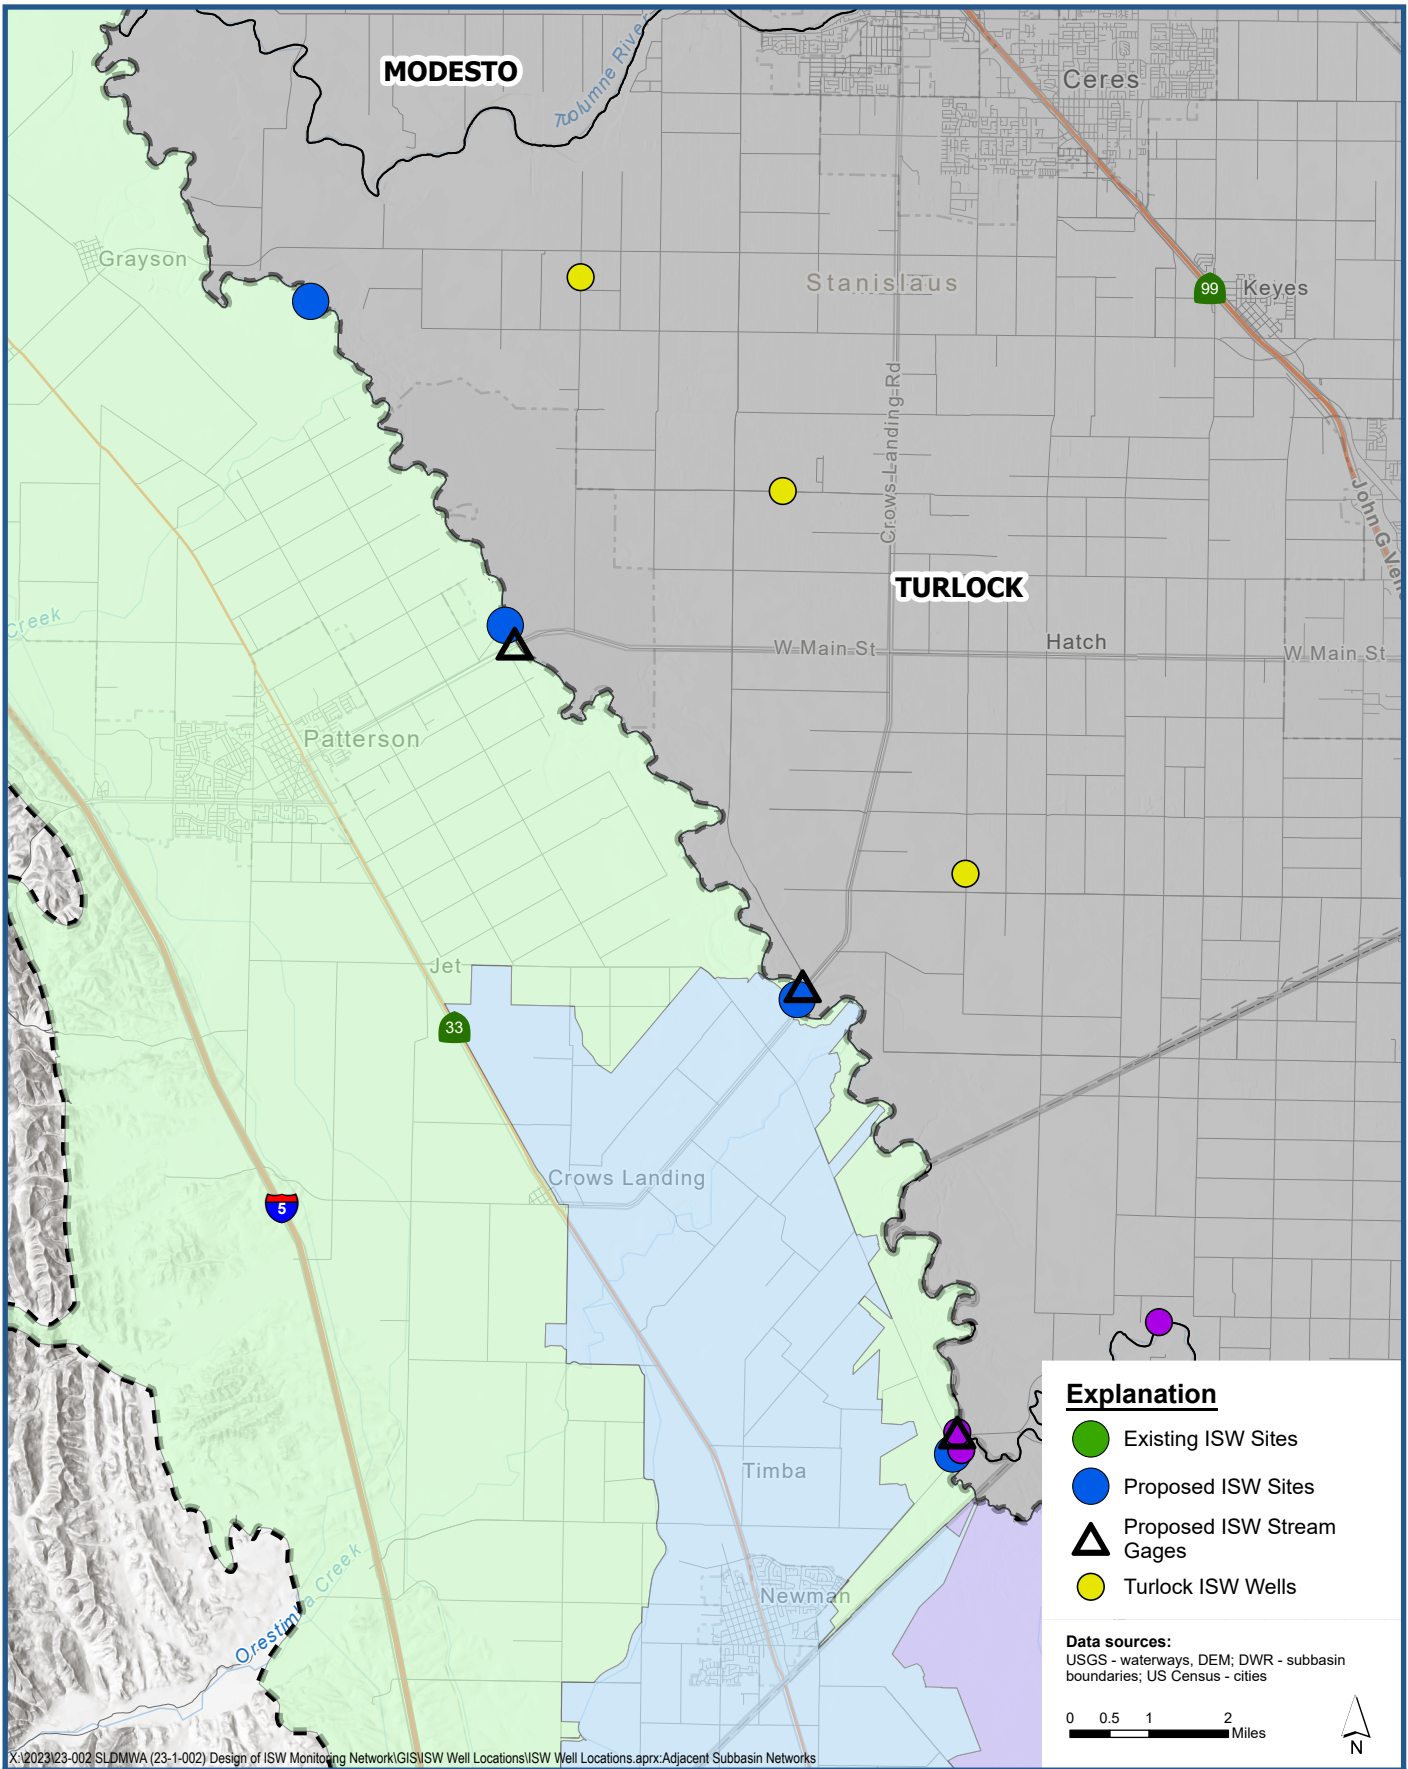 MODESTO
Tuolumne River
Ceres
Grayson
Stanislaus
99
Keyes
Crows Landing Rd
John G Vei
TURLOCK
Creek
W Main St
Hatch
W Main St
Patterson
Jet
33
Crows Landing
5
Timba
Newman
Orestimba Creek
Explanation
Existing ISW Sites
Proposed ISW Sites
Proposed ISW Stream
Gages
Turlock ISW Wells
Data sources:
USGS - waterways, DEM; DWR - subbasin
boundaries; US Census - cities
0 0.5 1 2
Miles
N
X:\2023\23-002 SLDMWA (23-1-002) Design of ISW Monitoring Network\GIS\ISW Well Locations\ISW Well Locations.aprx:Adjacent Subbasin Networks